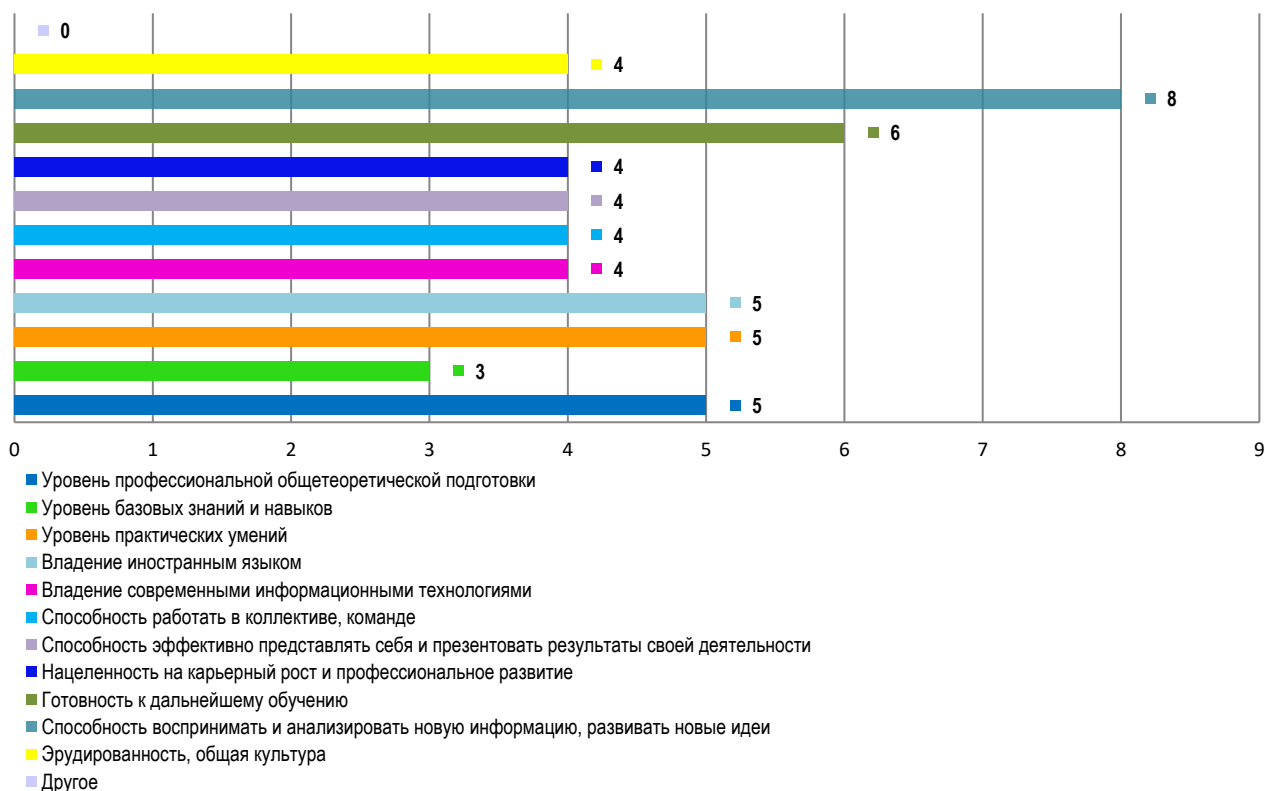 0
4
8
6
4
4
4
4
5
5
3
5
0 1 2 3 4 5 6 7 8 9
Уровень профессиональной общетеоретической подготовки
Уровень базовых знаний и навыков
Уровень практических умений
Владение иностранным языком
Владение современными информационными технологиями
Способность работать в коллективе, команде
Способность эффективно представлять себя и презентовать результаты своей деятельности
Нацеленность на карьерный рост и профессиональное развитие
Готовность к дальнейшему обучению
Способность воспринимать и анализировать новую информацию, развивать новые идеи
Эрудированность, общая культура
Другое